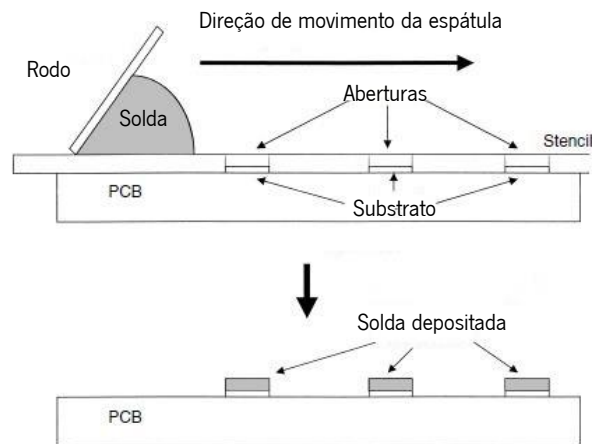 Direção de movimento da espátula
Rodo
Aberturas
Solda
Stencil
PCB
Substrato
Solda depositada
PCB